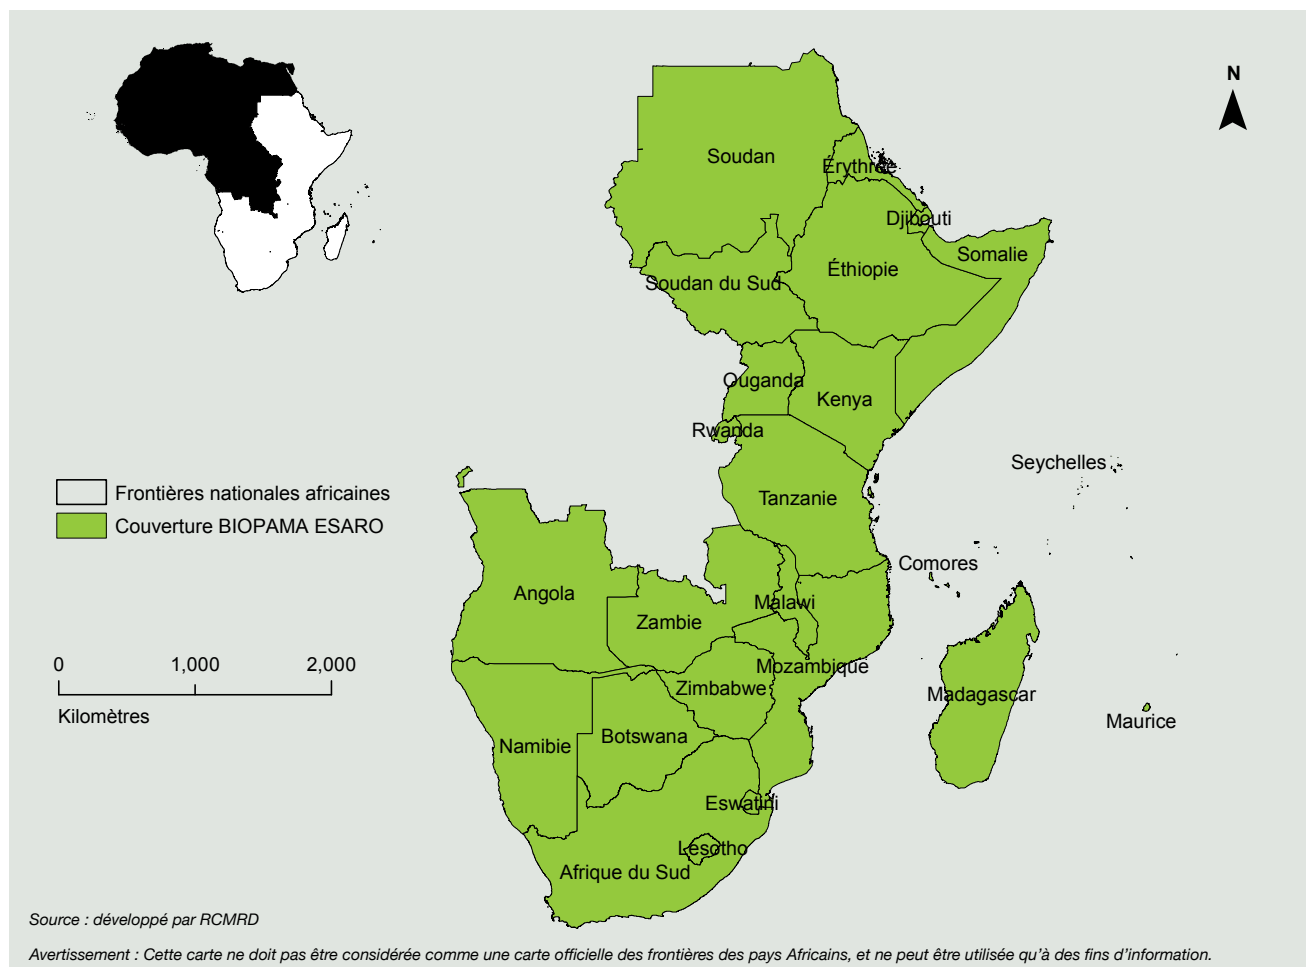 N
Soudan
Érythrée
Djibouti
Somalie
Éthiopie
Soudan du Sud
Ouganda
Kenya
Rwanda
Seychelles
Frontières nationales africaines
Tanzanie
Couverture BIOPAMA ESARO
Comores
Angola
Malawi
Zambie
0 1,000 2,000
Mozambique
Zimbabwe
Madagascar
Kilomètres
Maurice
Botswana
Namibie
Eswatini
Lesotho
Afrique du Sud
Source : développé par RCMRD
Avertissement : Cette carte ne doit pas être considérée comme une carte officielle des frontières des pays Africains, et ne peut être utilisée qu’à des fins d’information.